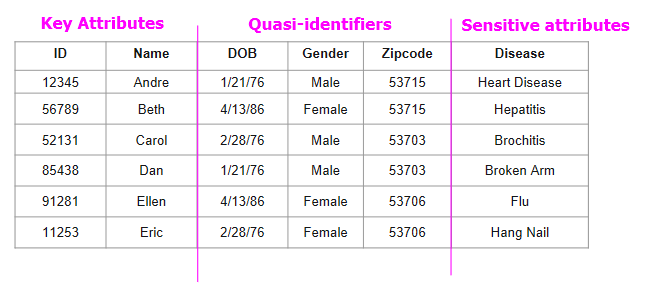 Key Attributes Quasi-identifiers Sensitive attributes
ID Name DOB Gender Zipcode Disease
12345 Andre 1/21/76 Male 53715 Heart Disease
56789 Beth 4/13/86 Female 53715 Hepatitis
52131 Carol 2/28/76 Male 53703 Brochitis
85438 Dan 1/21/76 Male 53703 Broken Arm
91281 Ellen 4/13/86 Female 53706 Flu
11253 Eric 2/28/76 Female 53706 Hang Nail